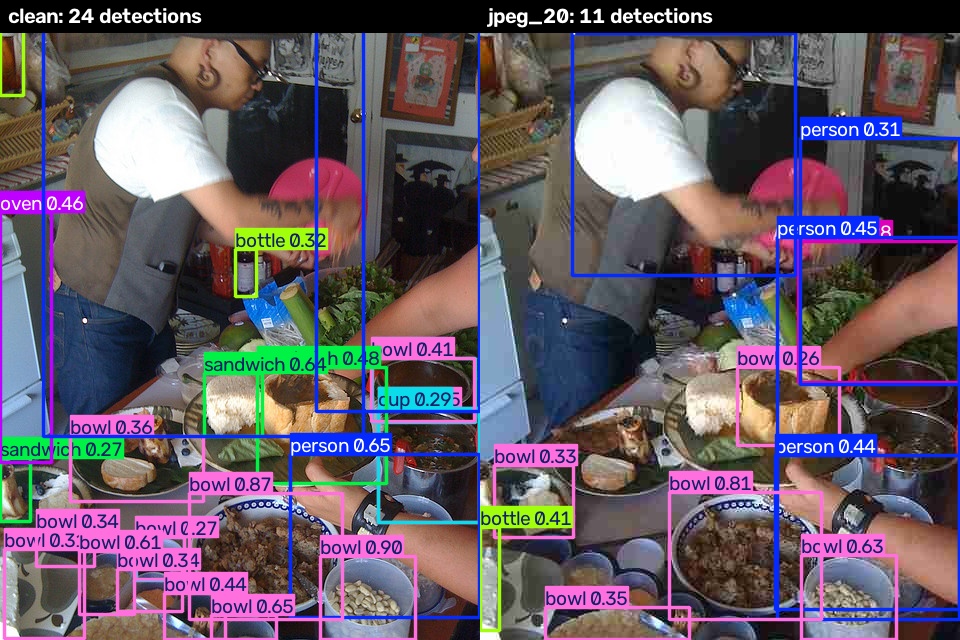 clean: 24 detections
jpeg_20: 11 detections
person 0.31
oven 0.46
person 0.45
bottle 0.32
sandwich 0.64
h 0.48
bowl 0.41
bowl 0.26
cup 0.29
bowl 0.36
sandwich 0.27
person 0.65
person 0.44
bowl 0.33
bowl 0.87
bowl 0.81
bottle 0.41
bowl 0.34
bowl 0.27
bowl 0.61
bowl 0.34
bowl 0.90
bowl 0.63
bowl 0.44
bowl 0.65
bowl 0.35